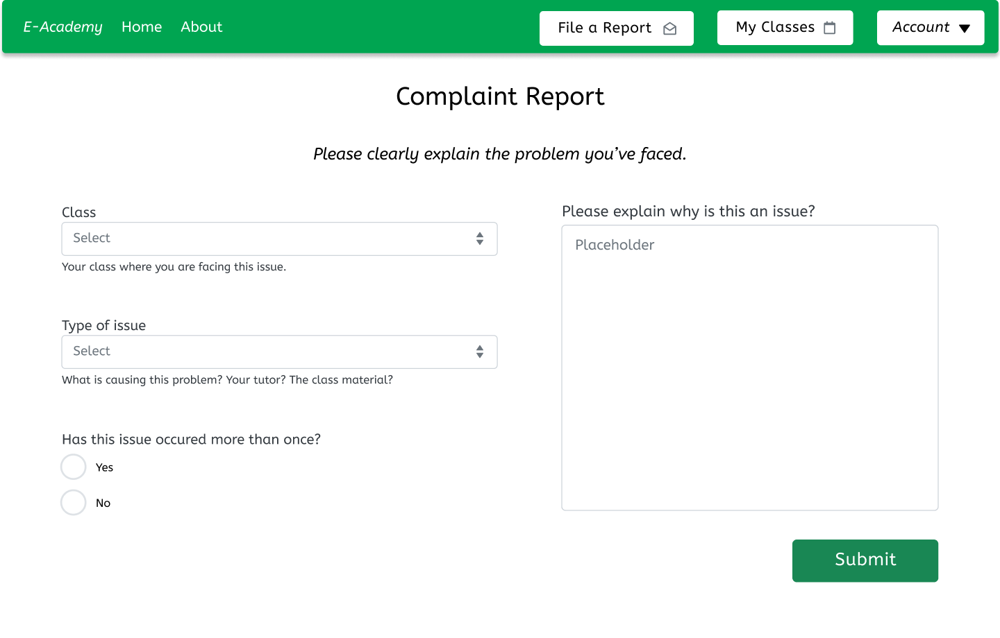 E-Academy Home About File a Report My Classes Account
Complaint Report
Please clearly explain the problem you’ve faced.
Class
Select
Your class where you are facing this issue.
Type of issue
Select
What is causing this problem? Your tutor? The class material?
Has this issue occured more than once?
Yes
No
Please explain why is this an issue?
Placeholder
Submit